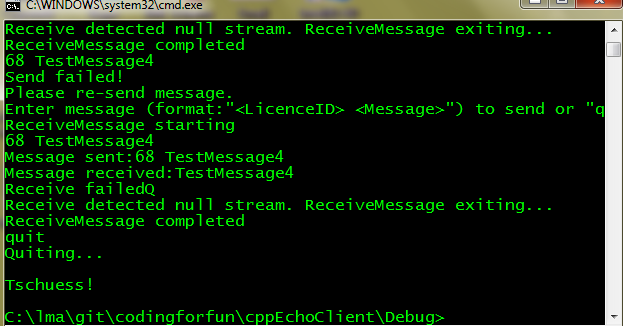 C:\WINDOWS\system32\cmd.exe
Receive detected null stream. ReceiveMessage exiting...
ReceiveMessage completed
68 TestMessage4
Send failed!
Please re-send message.
Enter message (format:"<LicenceID> <Message>") to send or "q
ReceiveMessage starting
68 TestMessage4
Message sent:68 TestMessage4
Message received:TestMessage4
Receive failedQ
Receive detected null stream. ReceiveMessage exiting...
ReceiveMessage completed
quit
Quiting...
Tschuess!
C:\lma\git\codingforfun\cppEchoClient\Debug>